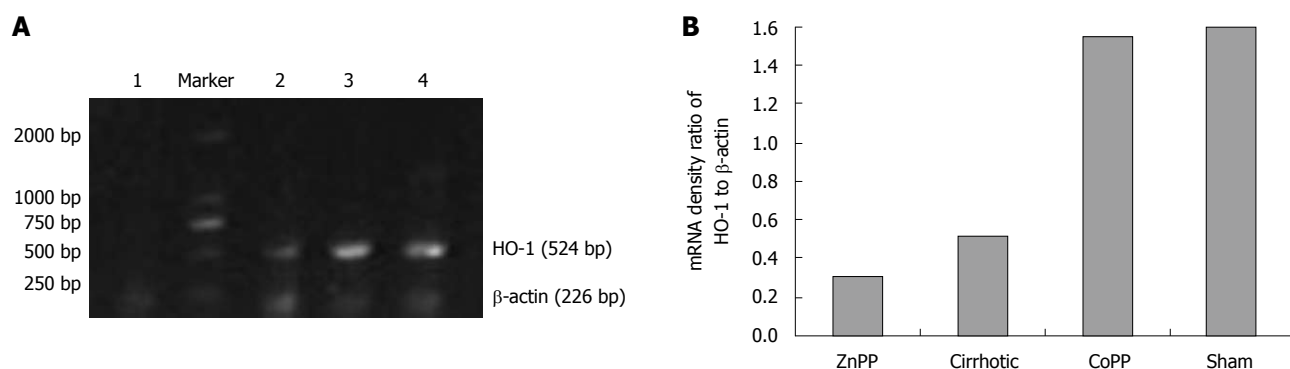 A
1 Marker 2 3 4
2000 bp
1000 bp
750 bp
500 bp
250 bp
HO-1 (524 bp)
β-actin (226 bp)
B
mRNA density ratio of
HO-1 to β-actin
1.6
1.4
1.2
1.0
0.8
0.6
0.4
0.2
0.0
ZnPP Cirrhotic CoPP Sham